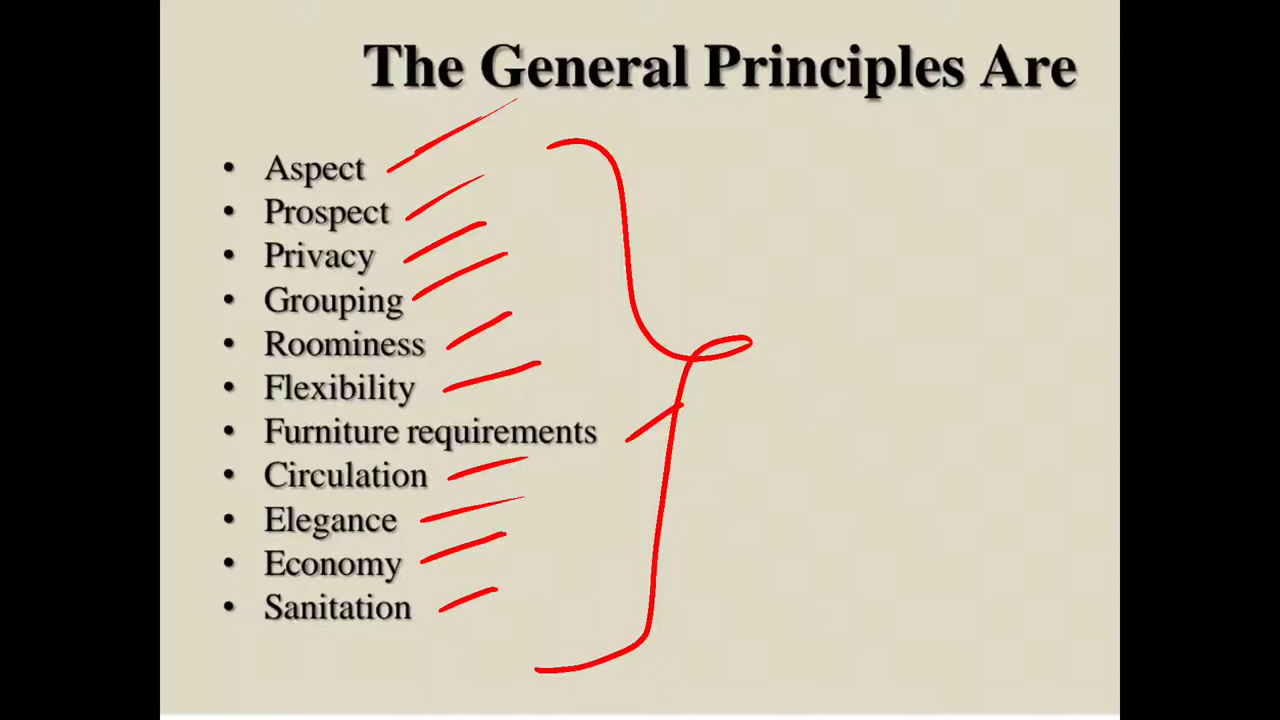 The General Principles Are
• Aspect
• Prospect
• Privacy
• Grouping
• Roominess
• Flexibility
• Furniture requirements
• Circulation
• Elegance
• Economy
• Sanitation